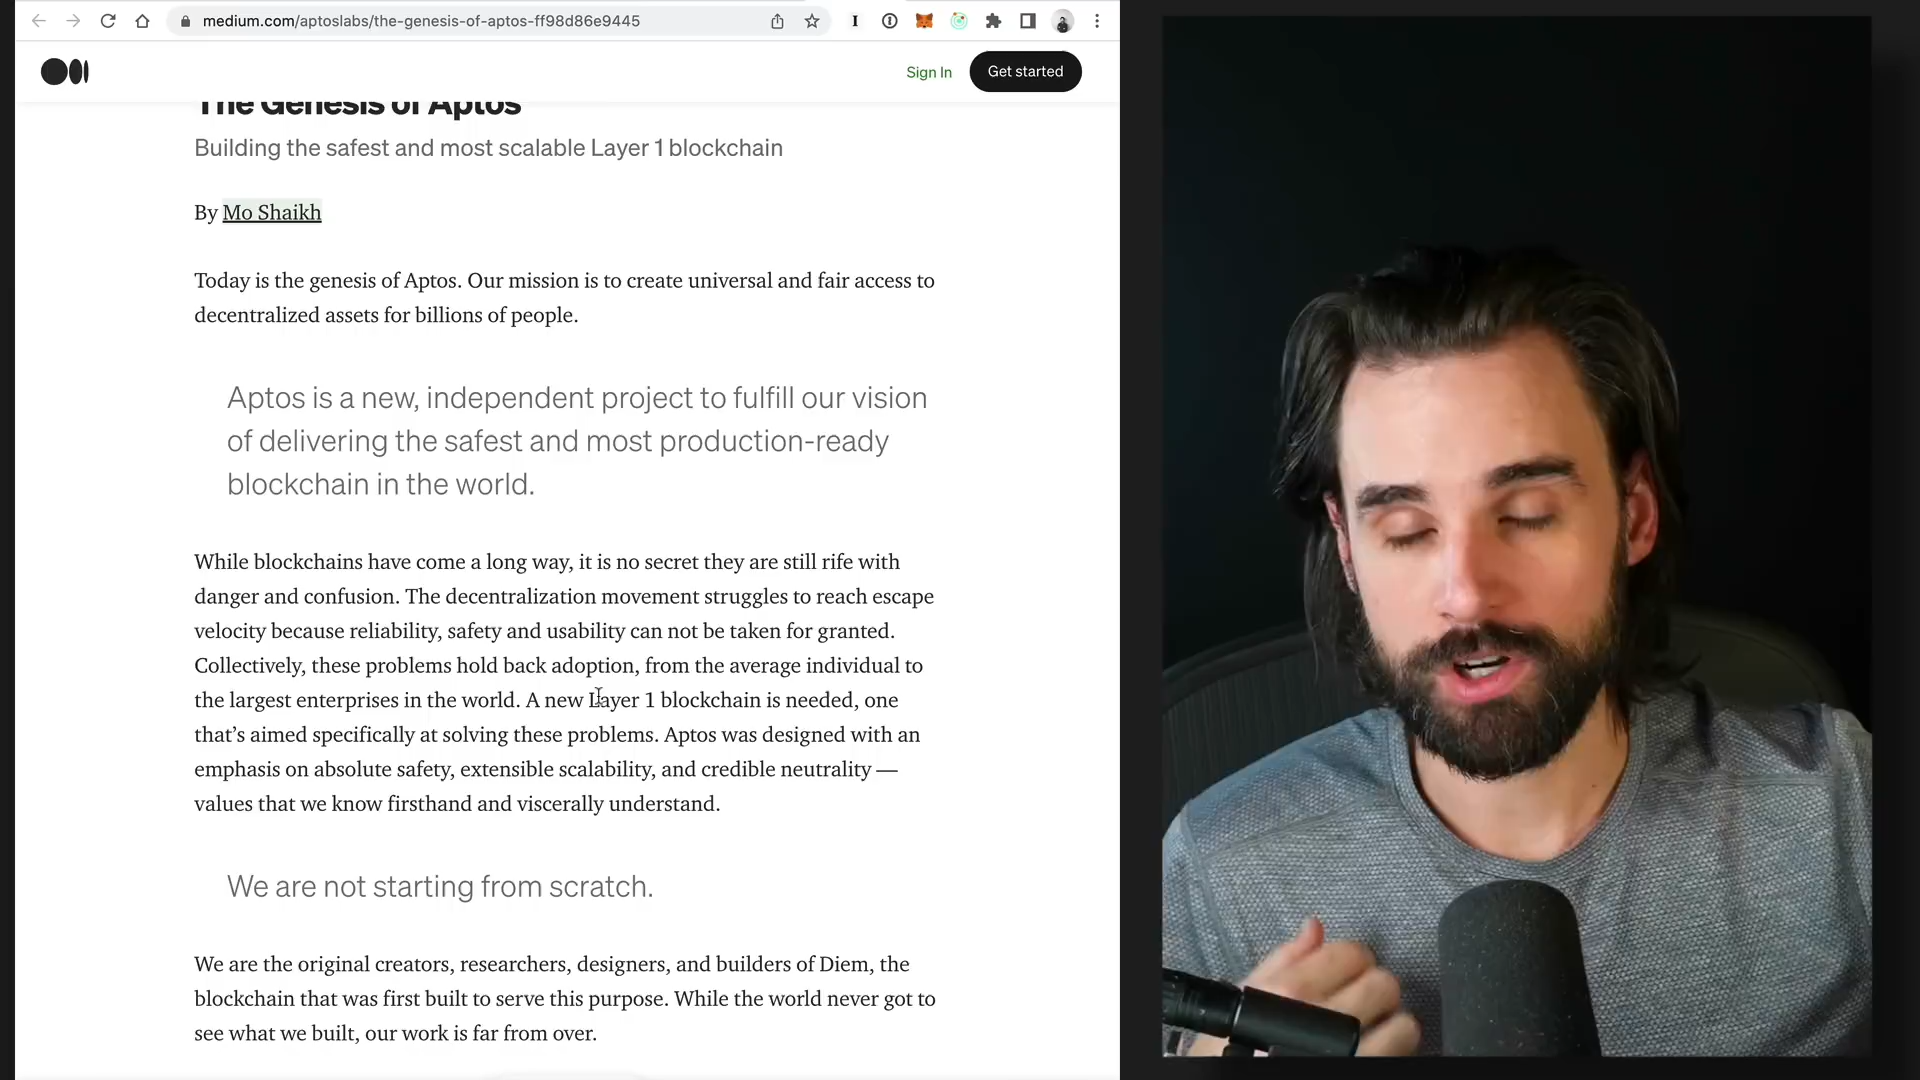 medium.com/aptoslabs/the-genesis-of-aptos-ff98d86e9445
Sign In
Get started
The Genesis of Aptos
Building the safest and most scalable Layer 1 blockchain
By Mo Shaikh
Today is the genesis of Aptos. Our mission is to create universal and fair access to
decentralized assets for billions of people.
Aptos is a new, independent project to fulfill our vision
of delivering the safest and most production-ready
blockchain in the world.
While blockchains have come a long way, it is no secret they are still rife with
danger and confusion. The decentralization movement struggles to reach escape
velocity because reliability, safety and usability can not be taken for granted.
Collectively, these problems hold back adoption, from the average individual to
the largest enterprises in the world. A new Layer 1 blockchain is needed, one
that’s aimed specifically at solving these problems. Aptos was designed with an
emphasis on absolute safety, extensible scalability, and credible neutrality —
values that we know firsthand and viscerally understand.
We are not starting from scratch.
We are the original creators, researchers, designers, and builders of Diem, the
blockchain that was first built to serve this purpose. While the world never got to
see what we built, our work is far from over.